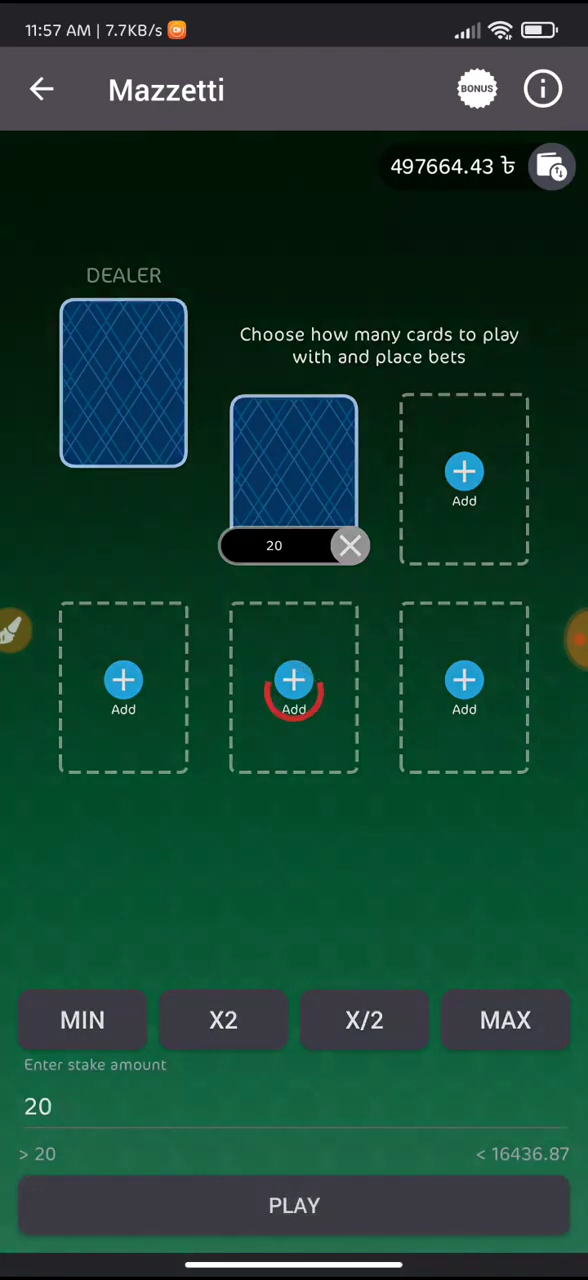 11:57 AM | 7.7KB/s
Mazzetti
BONUS
497664.43 ৳
DEALER
Choose how many cards to play
with and place bets
20
Add
Add
Add
Add
MIN
X2
X/2
MAX
Enter stake amount
20
> 20
< 16436.87
PLAY